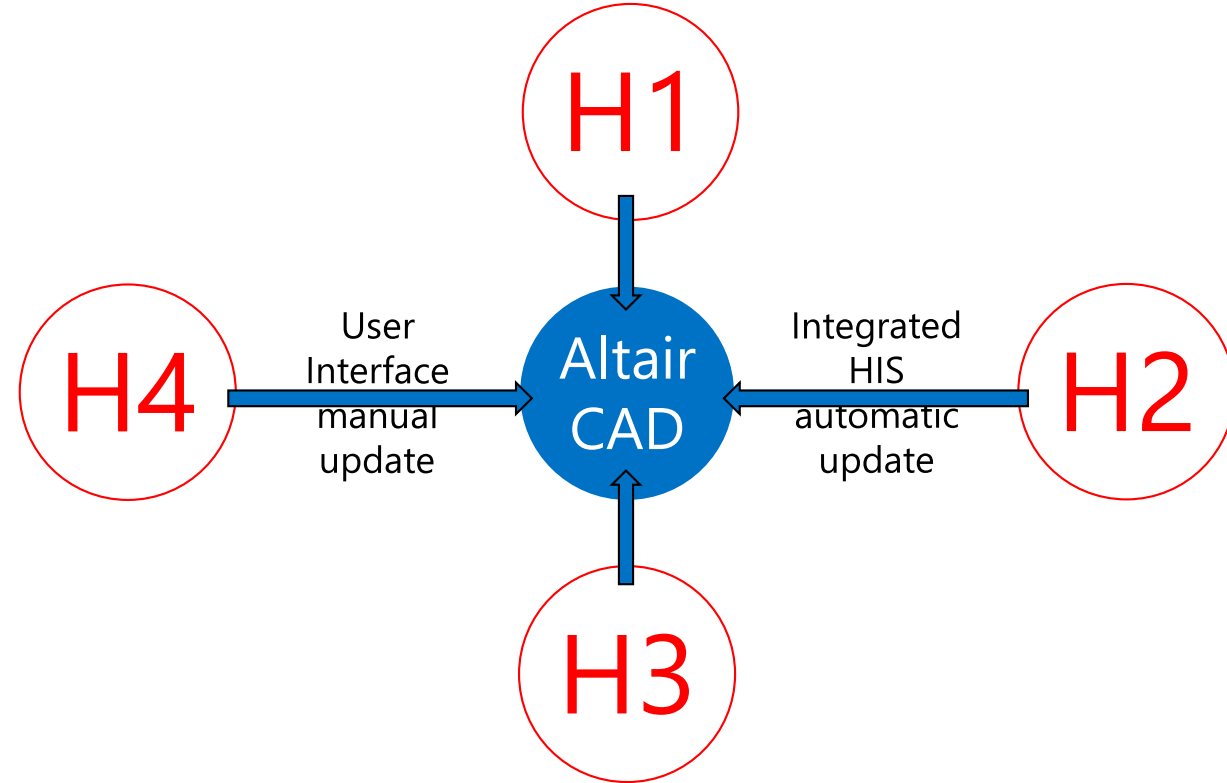 H1
H4
User
Interface
manual
update
Altair
CAD
Integrated
HIS
automatic
update
H2
H3